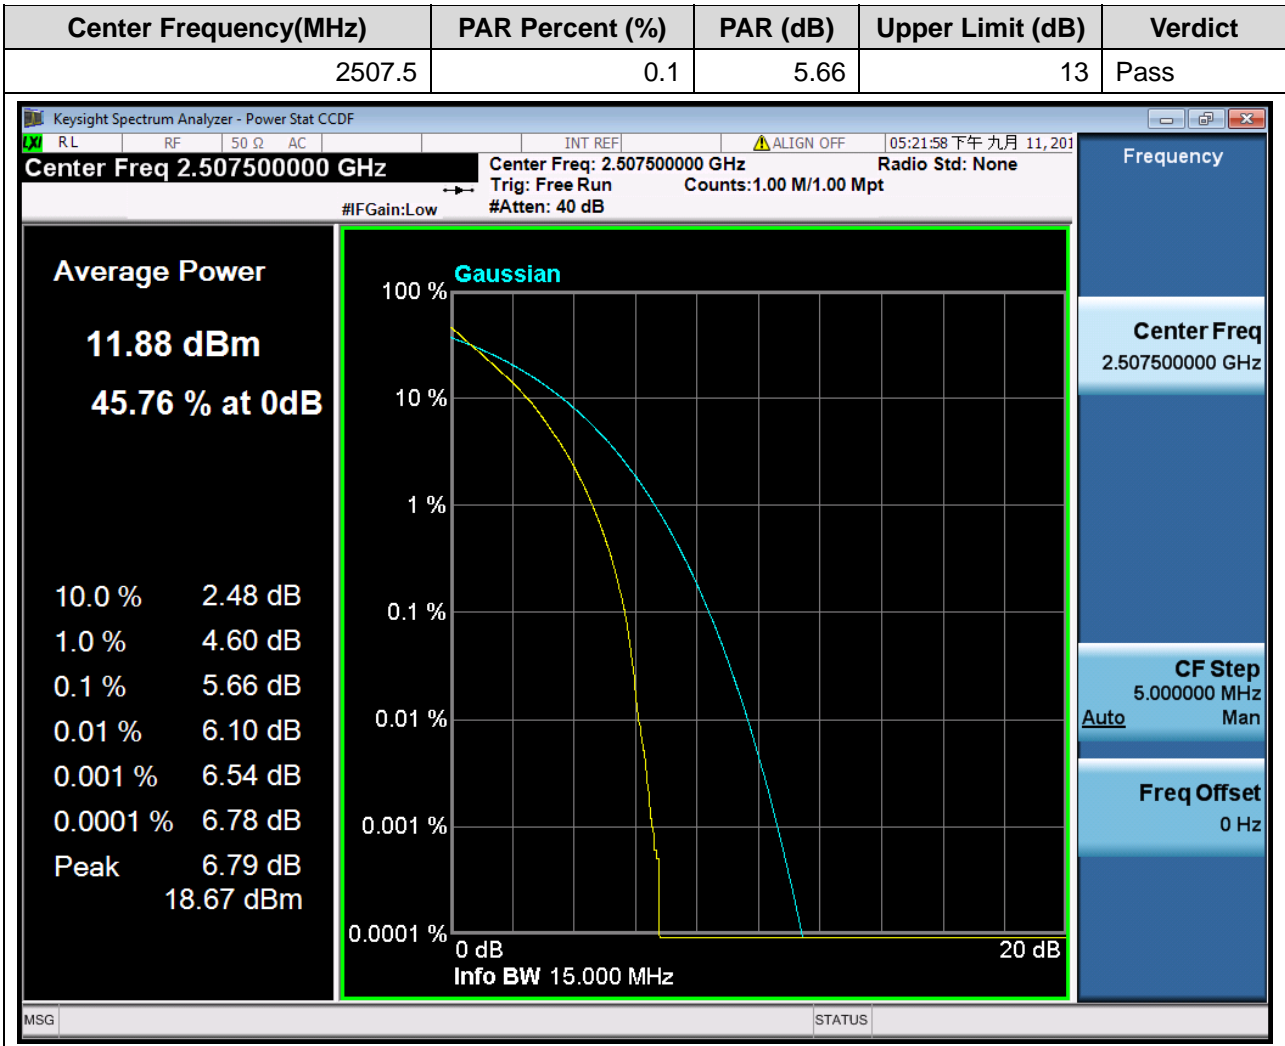 Center Frequency(MHz) PAR Percent (%) PAR (dB) Upper Limit (dB) Verdict
2507.5 0.1 5.66 13 Pass
Keysight Spectrum Analyzer - Power Stat CCDF
LXI RL RF 50 Ω AC INT REF ALIGN OFF 05:21:58 下午 九月 11, 201
Center Freq 2.507500000 GHz
Center Freq: 2.507500000 GHz Radio Std: None
Trig: Free Run Counts:1.00 M/1.00 Mpt
#IFGain:Low #Atten: 40 dB
Frequency
Average Power
11.88 dBm
45.76 % at 0dB
10.0 % 2.48 dB
1.0 % 4.60 dB
0.1 % 5.66 dB
0.01 % 6.10 dB
0.001 % 6.54 dB
0.0001 % 6.78 dB
Peak 6.79 dB
18.67 dBm
Gaussian
100 %
10 %
1 %
0.1 %
0.01 %
0.001 %
0.0001 %
0 dB 20 dB
Info BW 15.000 MHz
Center Freq
2.507500000 GHz
CF Step
5.000000 MHz
Auto Man
Freq Offset
0 Hz
MSG STATUS